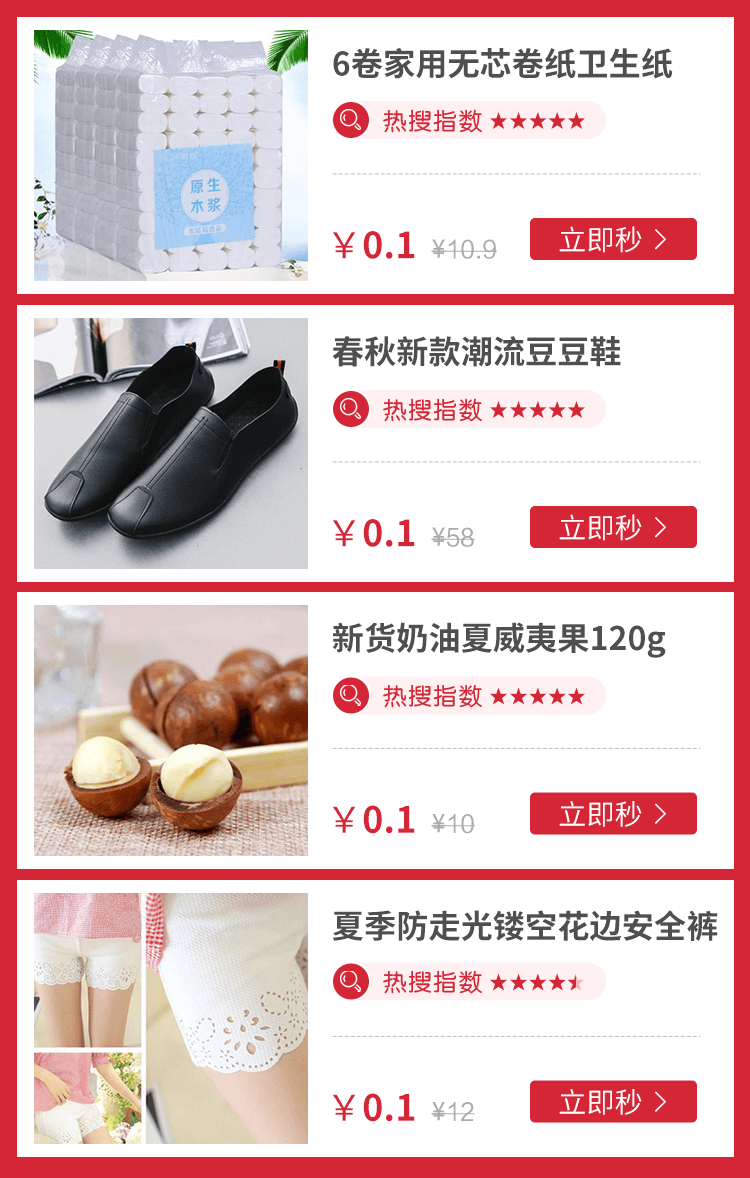 6卷家用无芯卷纸卫生纸
热搜指数 ★★★★★
原生
木浆
￥0.1 ¥10.9 立即秒 >
春秋新款潮流豆豆鞋
热搜指数 ★★★★★
￥0.1 ¥58 立即秒 >
新货奶油夏威夷果120g
热搜指数 ★★★★★
￥0.1 ¥10 立即秒 >
夏季防走光镂空花边安全裤
热搜指数 ★★★★★
￥0.1 ¥12 立即秒 >